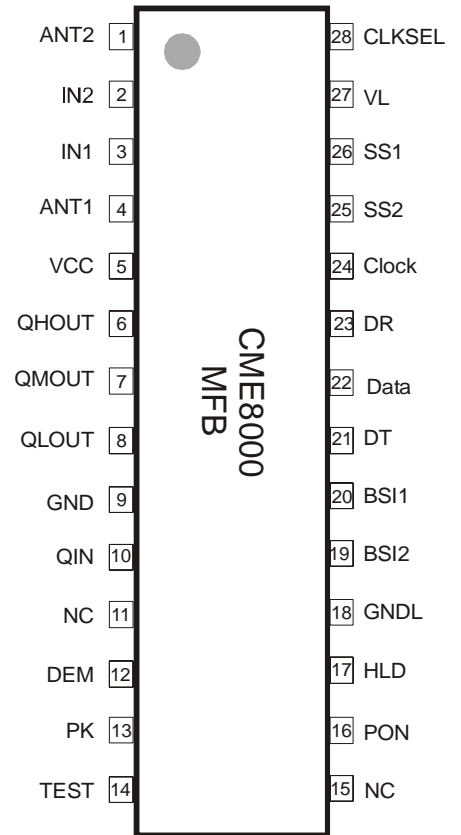 ANT2 1 28 CLKSEL
IN2 2 27 VL
IN1 3 26 SS1
ANT1 4 25 SS2
VCC 5 24 Clock
QHOUT 6 23 DR
QMOUT 7 22 Data
QLOUT 8 21 DT
GND 9 20 BSI1
QIN 10 19 BSI2
NC 11 18 GNDL
DEM 12 17 HLD
PK 13 16 PON
TEST 14 15 NC
CME8000
MFB